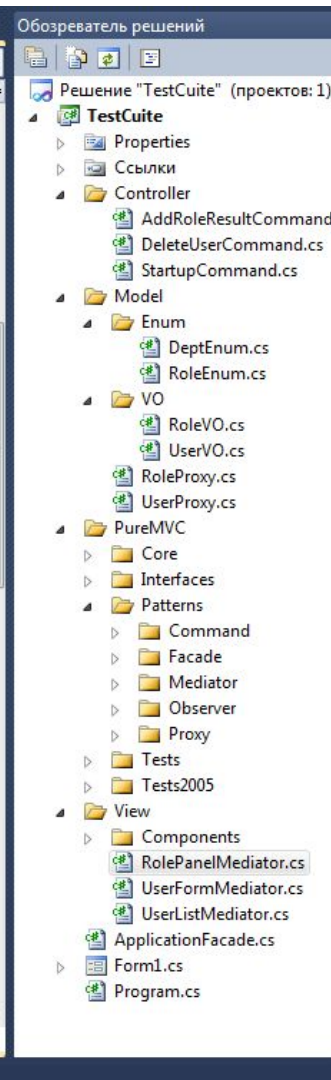 Обозреватель решений
Решение "TestCuite" (проектов: 1)
TestCuite
Properties
Ссылки
Controller
AddRoleResultCommand
DeleteUserCommand.cs
StartupCommand.cs
Model
Enum
DeptEnum.cs
RoleEnum.cs
VO
RoleVO.cs
UserVO.cs
RoleProxy.cs
UserProxy.cs
PureMVC
Core
Interfaces
Patterns
Command
Facade
Mediator
Observer
Proxy
Tests
Tests2005
View
Components
RolePanelMediator.cs
UserFormMediator.cs
UserListMediator.cs
ApplicationFacade.cs
Form1.cs
Program.cs